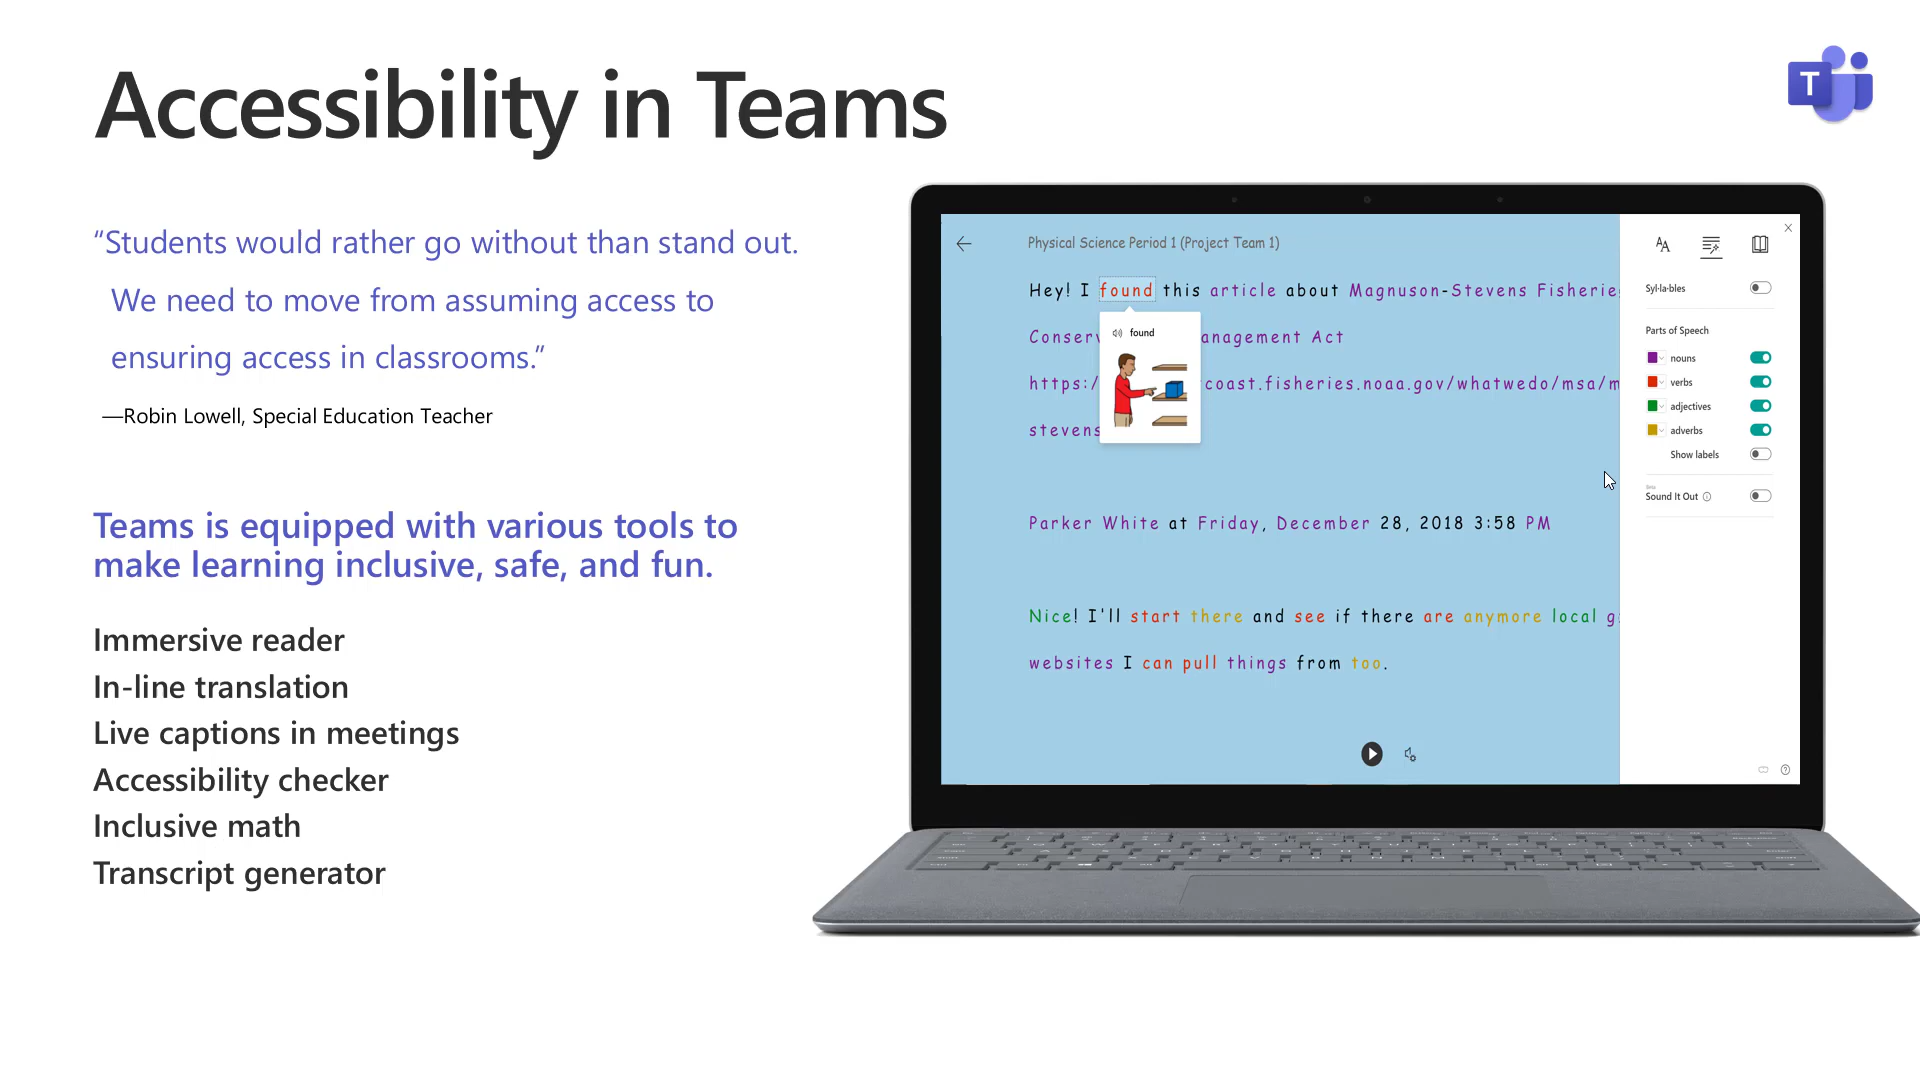 Accessibility in Teams
T
“Students would rather go without than stand out.
We need to move from assuming access to
ensuring access in classrooms.”
—Robin Lowell, Special Education Teacher
Teams is equipped with various tools to
make learning inclusive, safe, and fun.
Immersive reader
In-line translation
Live captions in meetings
Accessibility checker
Inclusive math
Transcript generator
Physical Science Period 1 (Project Team 1)
Hey! I found this article about Magnuson-Stevens Fisherie
found
Conserv anagement Act
https:/ coast.fisheries.noaa.gov/whatwedo/msa/m
stevens
Parker White at Friday, December 28, 2018 3:58 PM
Nice! I'll start there and see if there are anymore local g
websites I can pull things from too.
AA
Syl·la·bles
Parts of Speech
nouns
verbs
adjectives
adverbs
Show labels
Beta
Sound It Out